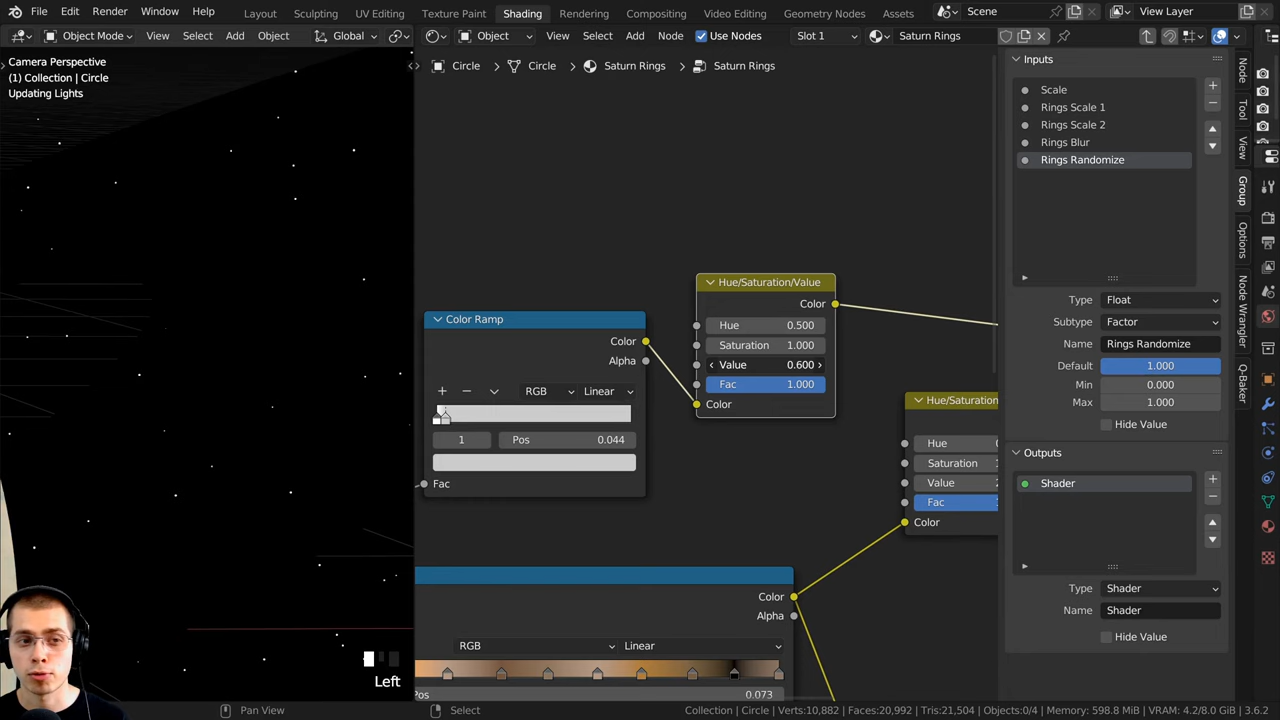 File Edit Render Window Help Layout Sculpting UV Editing Texture Paint Shading Rendering Compositing Video Editing Geometry Nodes Assets Scene View Layer
Object Mode View Select Add Object Global Object View Select Add Node Use Nodes Slot 1 Saturn Rings
Camera Perspective
(1) Collection | Circle
Updating Lights
Circle > Circle > Saturn Rings > Saturn Rings
Inputs
Scale
Rings Scale 1
Rings Scale 2
Rings Blur
Rings Randomize
Type Float
Subtype Factor
Name Rings Randomize
Default 1.000
Min 0.000
Max 1.000
Hide Value
Outputs
Shader
Type Shader
Name Shader
Hide Value
Node
Tool
View
Group
Options
Node Wrangler
Q-Baker
Hue/Saturation/Value
Color
Hue 0.500
Saturation 1.000
Value 0.600
Fac 1.000
Color
Color Ramp
Color
Alpha
RGB Linear
1 Pos 0.044
Fac
Hue/Saturation
Hue
Saturation
Value
Fac
Color
Color
Alpha
RGB Linear
Pos 0.073
Left
Pan View Select Collection | Circle | Verts:10,882 | Faces:20,992 | Tris:21,504 | Objects:0/4 | Memory: 598.8 MiB | VRAM: 4.2/8.0 GiB | 3.6.2